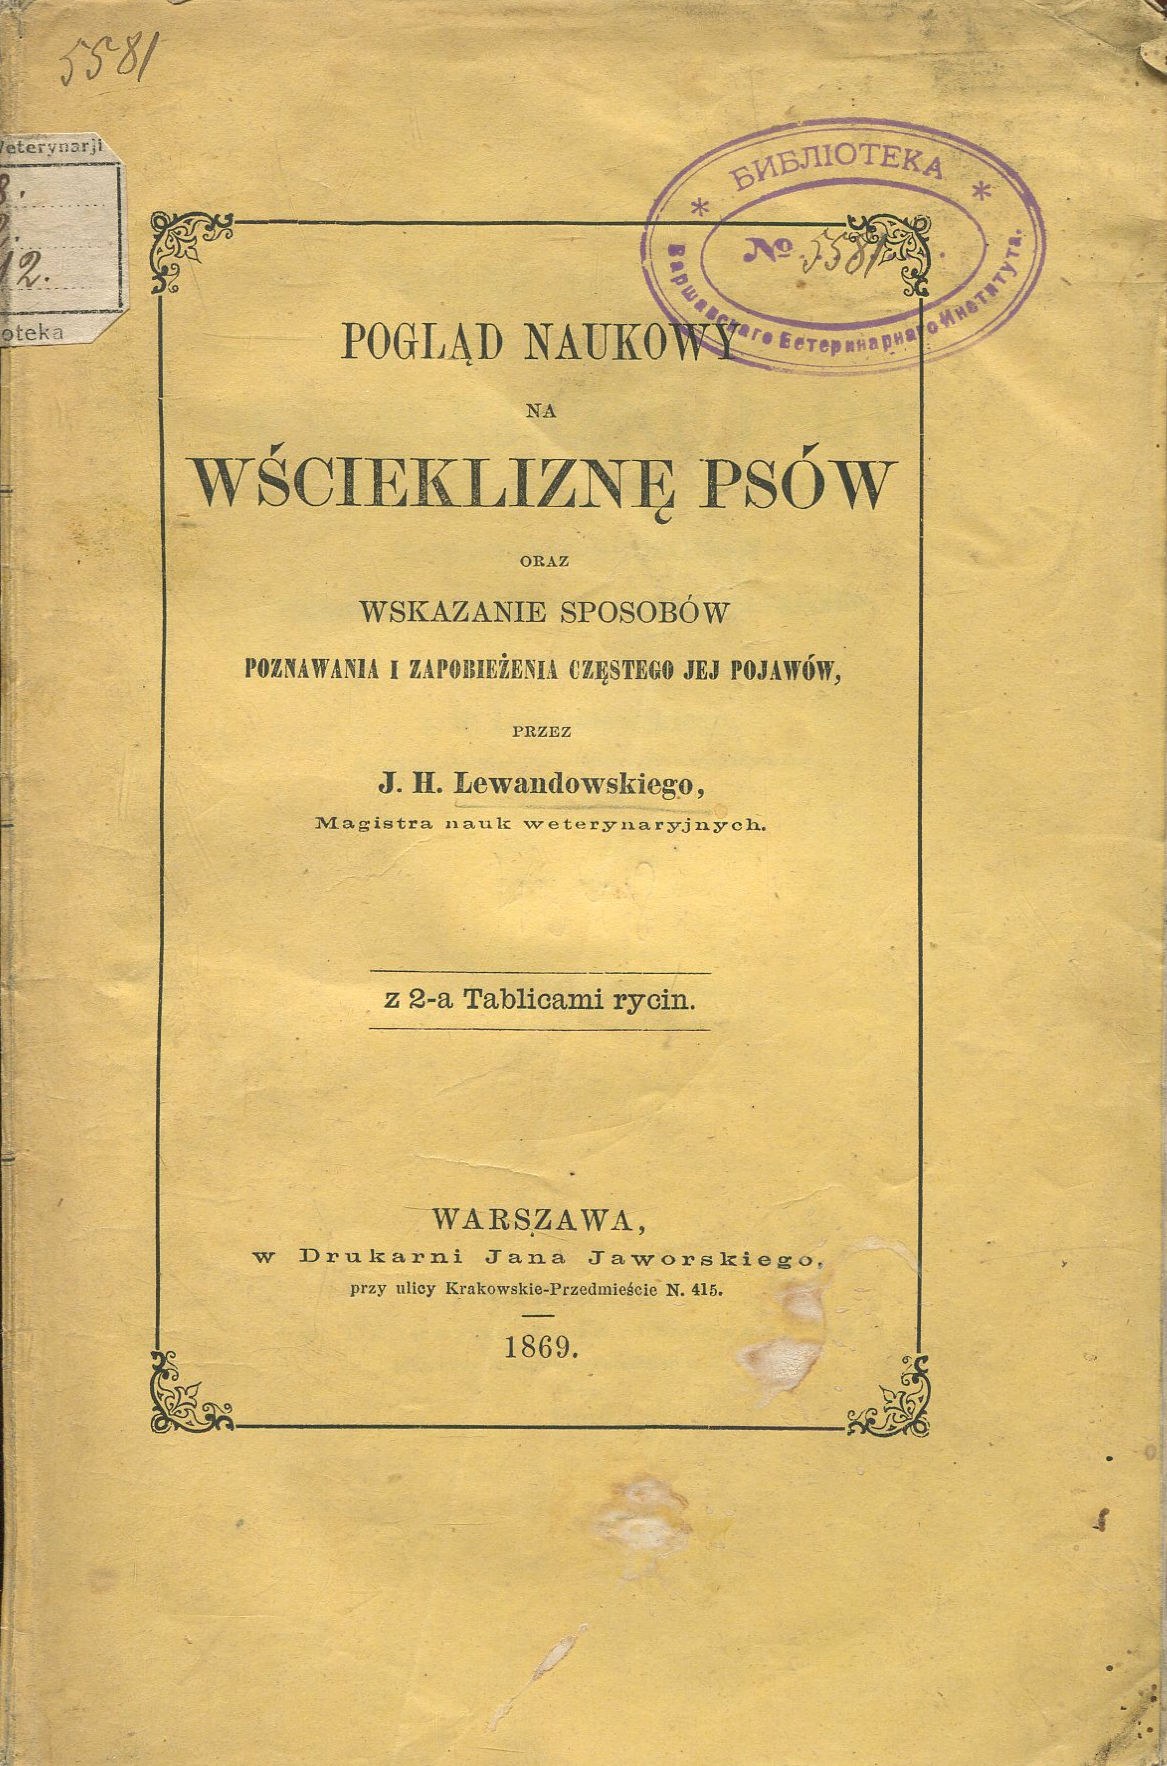 5581
Weterynarji
8.
2.
12.
oteka
БИБЛІОТЕКА
№ 5581.
Варшавскаго Ветеринарнаго Института.
POGLĄD NAUKOWY
NA
WŚCIEKLIZNĘ PSÓW
ORAZ
WSKAZANIE SPOSOBÓW
POZNAWANIA I ZAPOBIEŻENIA CZĘSTEGO JEJ POJAWÓW,
PRZEZ
J. H. Lewandowskiego,
Magistra nauk weterynaryjnych.
z 2-a Tablicami rycin.
WARSZAWA,
w Drukarni Jana Jaworskiego,
przy ulicy Krakowskie-Przedmieście N. 415.
1869.